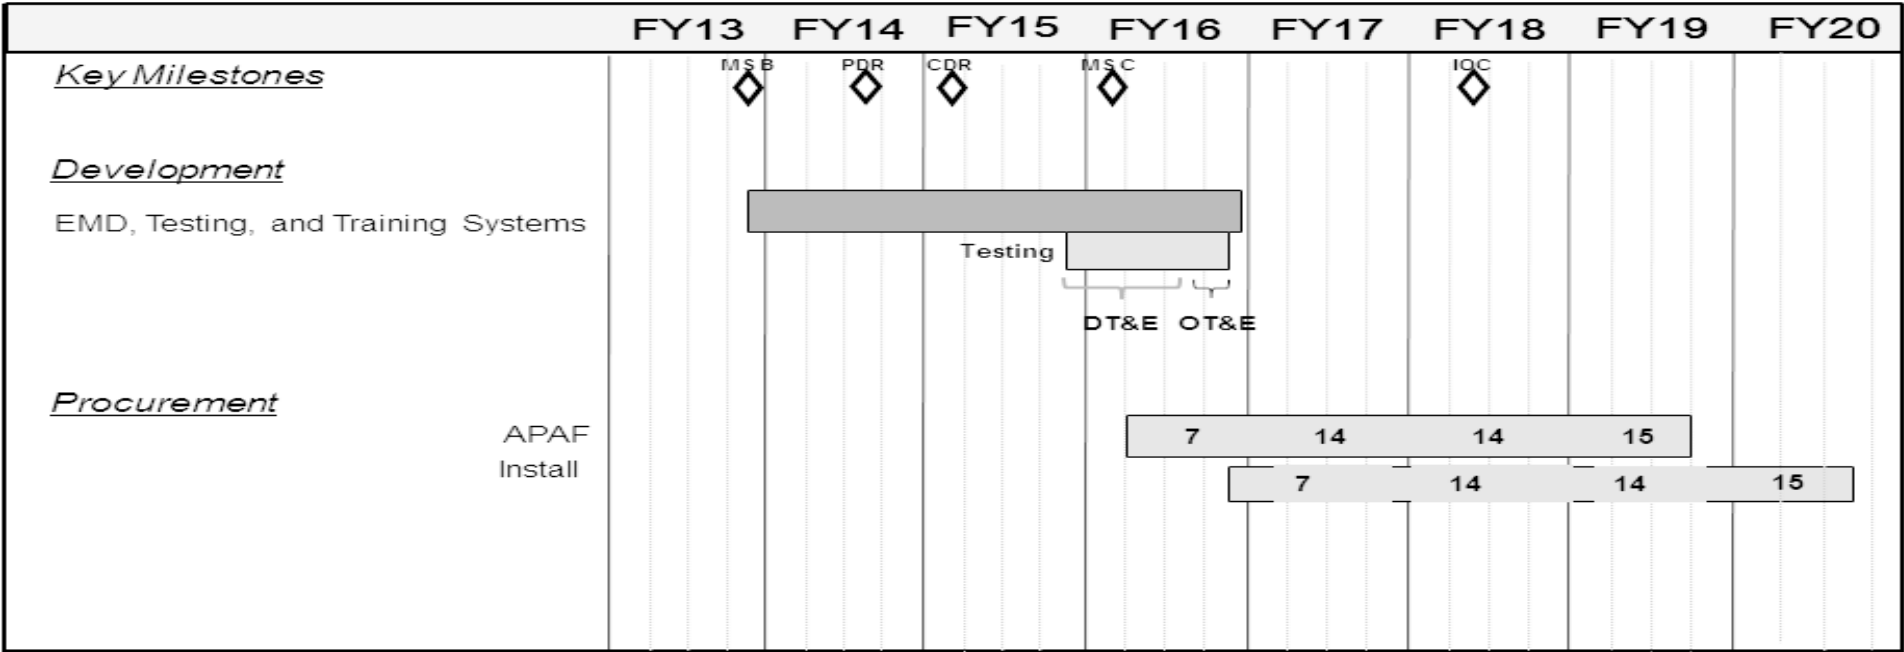 FY13 FY14 FY15 FY16 FY17 FY18 FY19 FY20
Key Milestones
MS B PDR CDR MS C IOC
Development
EMD, Testing, and Training Systems
Testing
DT&E OT&E
Procurement
APAF 7 14 14 15
Install 7 14 14 15